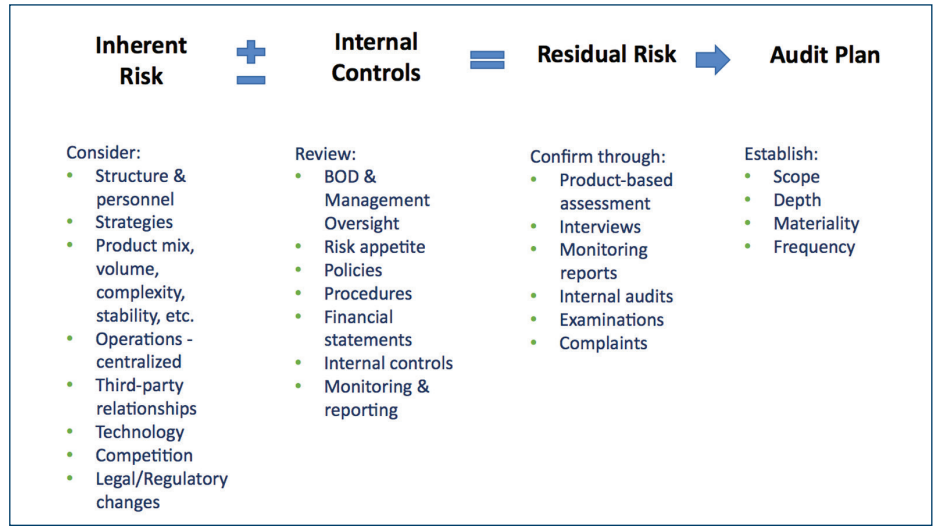 Inherent
Risk
Internal
Controls
Residual Risk
Audit Plan
Consider:
• Structure &
personnel
• Strategies
• Product mix,
volume,
complexity,
stability, etc.
• Operations -
centralized
• Third-party
relationships
• Technology
• Competition
• Legal/Regulatory
changes
Review:
• BOD &
Management
Oversight
• Risk appetite
• Policies
• Procedures
• Financial
statements
• Internal controls
• Monitoring &
reporting
Confirm through:
• Product-based
assessment
• Interviews
• Monitoring
reports
• Internal audits
• Examinations
• Complaints
Establish:
• Scope
• Depth
• Materiality
• Frequency